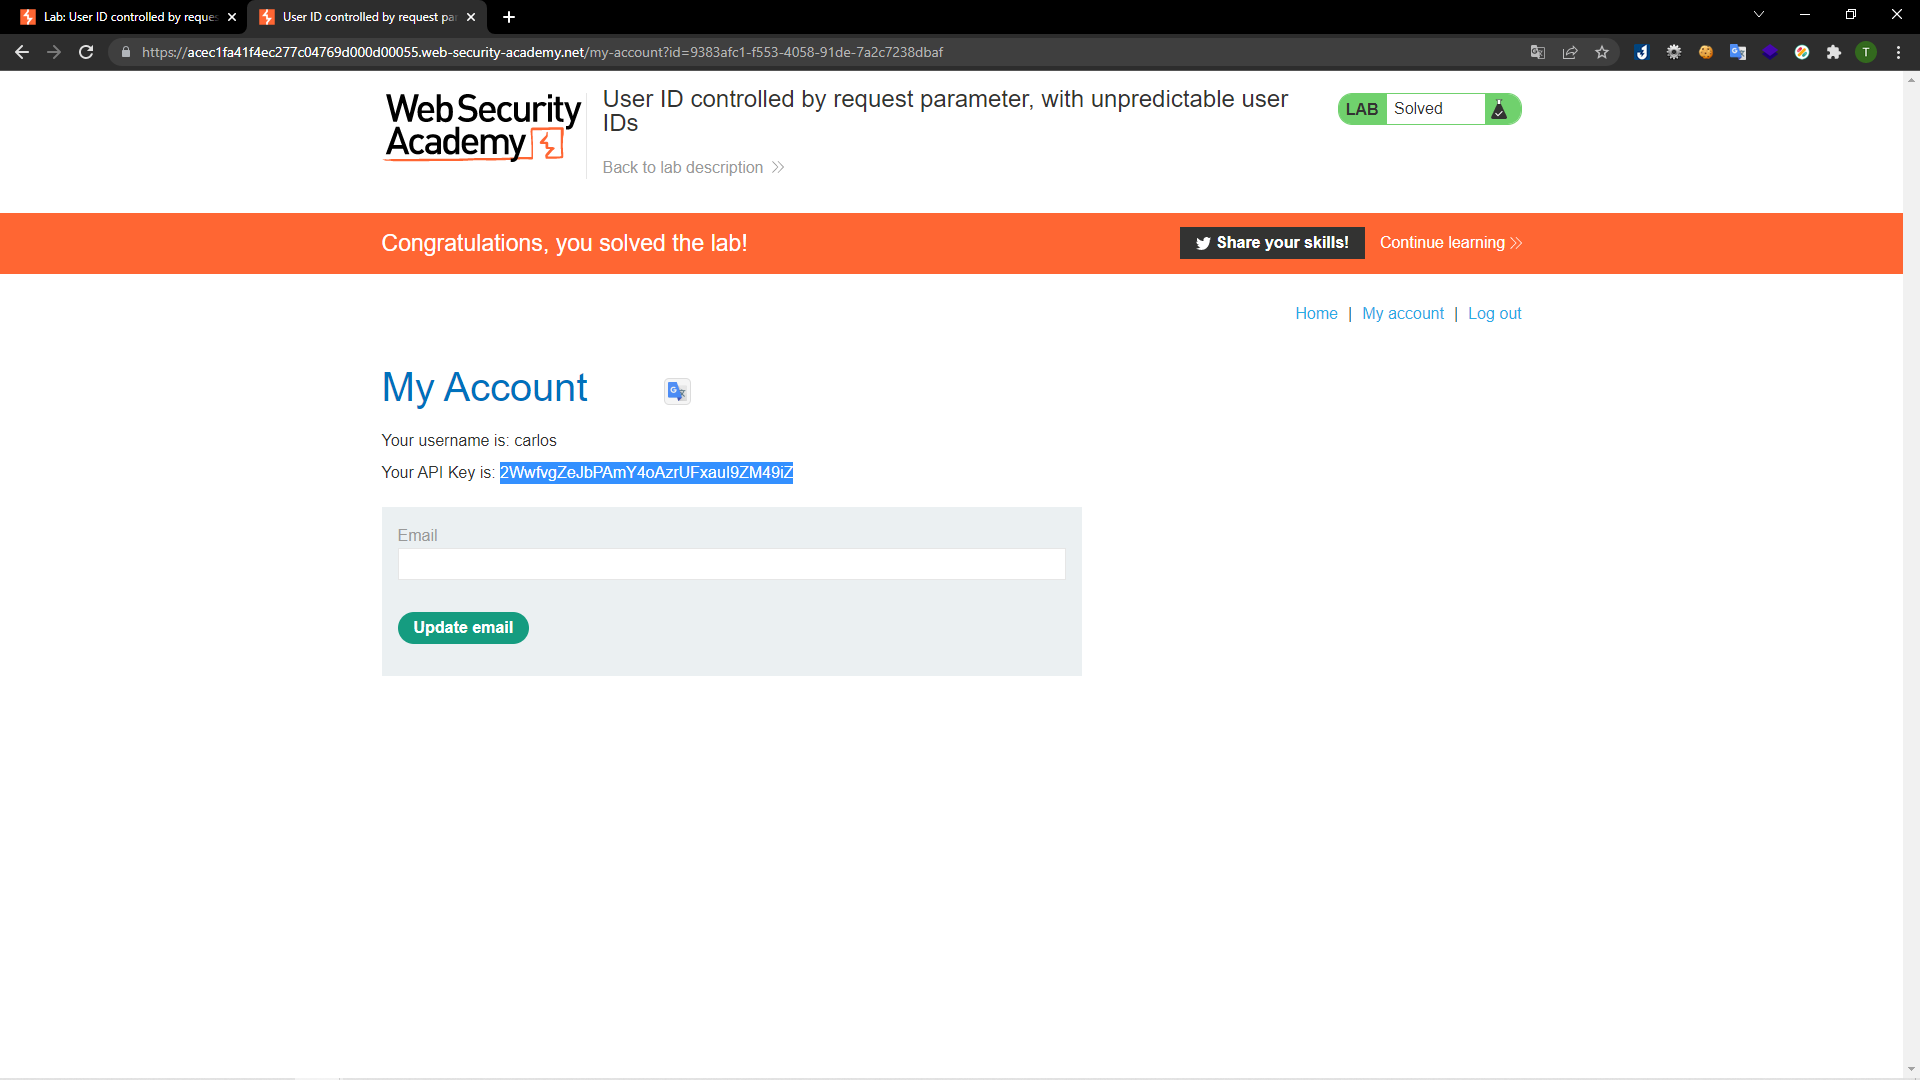 Lab: User ID controlled by reques
User ID controlled by request par
https://acec1fa41f4ec277c04769d000d00055.web-security-academy.net/my-account?id=9383afc1-f553-4058-91de-7a2c7238dbaf
T
Web Security
Academy
User ID controlled by request parameter, with unpredictable user
IDs
Back to lab description
LAB Solved
Congratulations, you solved the lab!
Share your skills!
Continue learning
Home | My account | Log out
My Account
Your username is: carlos
Your API Key is: 2WwfvgZeJbPAmY4oAzrUFxauI9ZM49iZ
Email
Update email